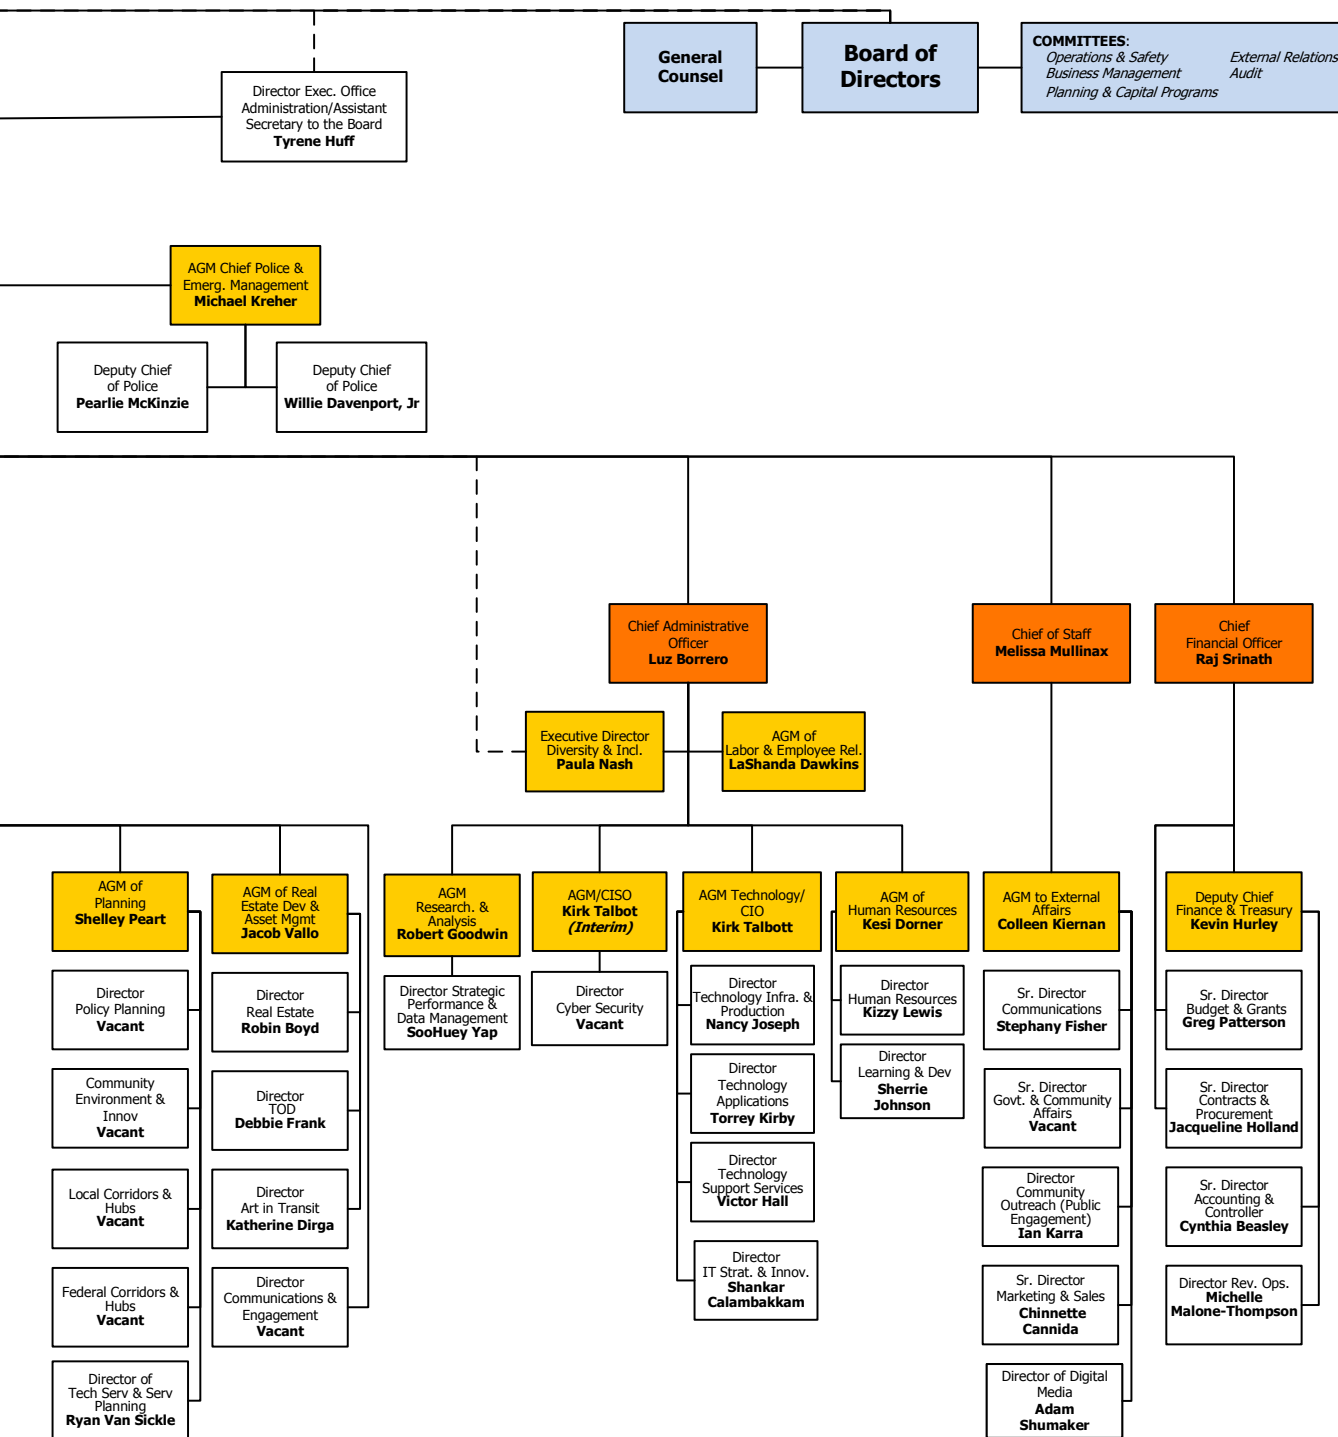 General
Counsel
Board of
Directors
COMMITTEES:
Operations & Safety
External Relations
Business Management
Audit
Planning & Capital Programs
Director Exec. Office
Administration/Assistant
Secretary to the Board
Tyrene Huff
AGM Chief Police &
Emerg. Management
Michael Kreher
Deputy Chief
of Police
Pearlie McKinzie
Deputy Chief
of Police
Willie Davenport, Jr
Chief Administrative
Officer
Luz Borrero
Chief of Staff
Melissa Mullinax
Chief
Financial Officer
Raj Srinath
Executive Director
Diversity & Incl.
Paula Nash
AGM of
Labor & Employee Rel.
LaShanda Dawkins
AGM of
Planning
Shelley Peart
AGM of Real
Estate Dev &
Asset Mgmt
Jacob Vallo
AGM
Research. &
Analysis
Robert Goodwin
AGM/CISO
Kirk Talbot
(Interim)
AGM Technology/
CIO
Kirk Talbott
AGM of
Human Resources
Kesi Dorner
AGM to External
Affairs
Colleen Kiernan
Deputy Chief
Finance & Treasury
Kevin Hurley
Director
Policy Planning
Vacant
Director
Real Estate
Robin Boyd
Director Strategic
Performance &
Data Management
SooHuey Yap
Director
Cyber Security
Vacant
Director
Technology Infra. &
Production
Nancy Joseph
Director
Human Resources
Kizzy Lewis
Sr. Director
Communications
Stephany Fisher
Sr. Director
Budget & Grants
Greg Patterson
Community
Environment &
Innov
Vacant
Director
TOD
Debbie Frank
Director
Technology
Applications
Torrey Kirby
Director
Learning & Dev
Sherrie
Johnson
Sr. Director
Govt. & Community
Affairs
Vacant
Sr. Director
Contracts &
Procurement
Jacqueline Holland
Local Corridors &
Hubs
Vacant
Director
Art in Transit
Katherine Dirga
Director
Technology
Support Services
Victor Hall
Director
Community
Outreach (Public
Engagement)
Ian Karra
Sr. Director
Accounting &
Controller
Cynthia Beasley
Federal Corridors &
Hubs
Vacant
Director
Communications &
Engagement
Vacant
Director
IT Strat. & Innov.
Shankar
Calambakkam
Sr. Director
Marketing & Sales
Chinnette
Cannida
Director Rev. Ops.
Michelle
Malone-Thompson
Director of
Tech Serv & Serv
Planning
Ryan Van Sickle
Director of Digital
Media
Adam
Shumaker